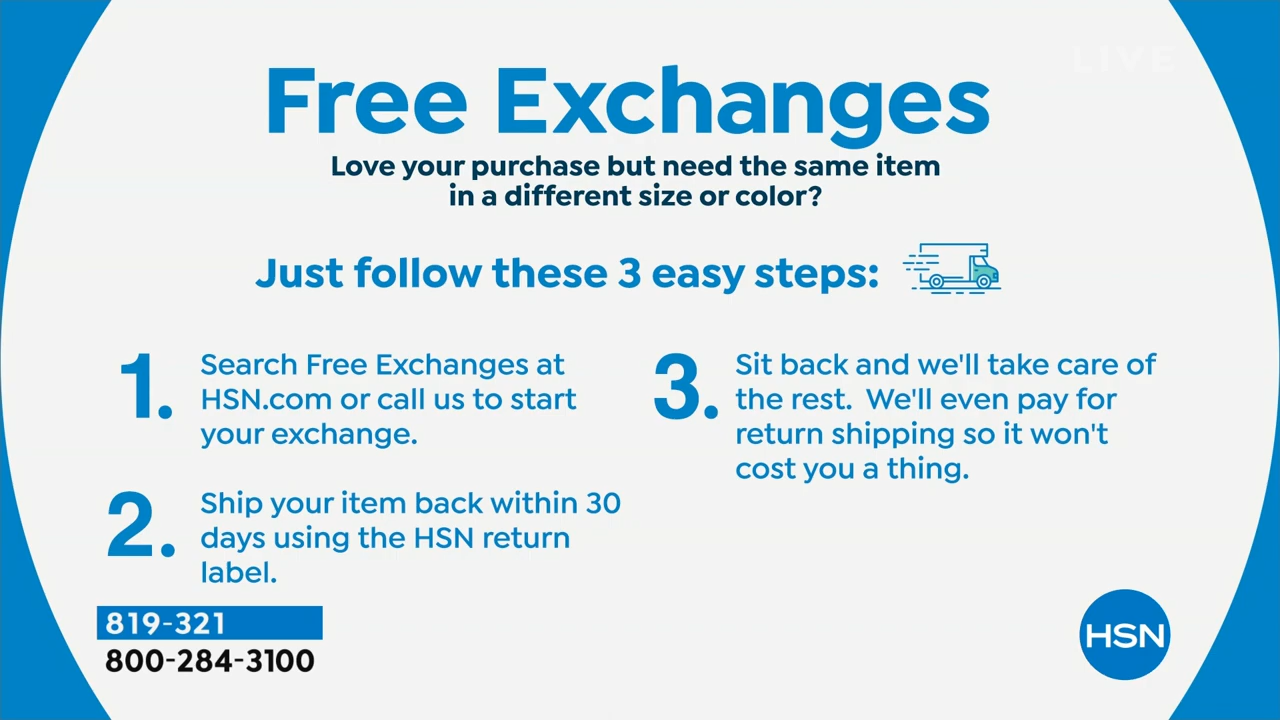 LIVE
Free Exchanges
Love your purchase but need the same item
in a different size or color?
Just follow these 3 easy steps:
1. Search Free Exchanges at
HSN.com or call us to start
your exchange.
2. Ship your item back within 30
days using the HSN return
label.
3. Sit back and we'll take care of
the rest.  We'll even pay for
return shipping so it won't
cost you a thing.
819-321
800-284-3100
HSN